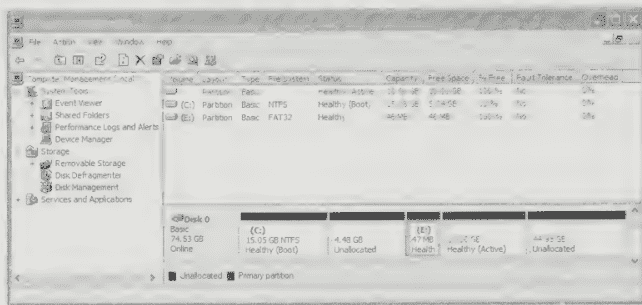 File Action View Window Help
Computer Management (Local)
System Tools
Event Viewer
Shared Folders
Performance Logs and Alerts
Device Manager
Storage
Removable Storage
Disk Defragmenter
Disk Management
Services and Applications
Volume Layout Type File System Status Capacity Free Space % Free Fault Tolerance Overhead
Partition Healthy (Active) No 0%
(C:) Partition Basic NTFS Healthy (Boot) No 0%
(E:) Partition Basic FAT32 Healthy 46 MB 46 MB 100% No 0%
Disk 0
Basic
74.53 GB
Online
(C:)
15.05 GB NTFS
Healthy (Boot)
4.48 GB
Unallocated
(E:)
47 MB
Health
Healthy (Active)
Unallocated
Unallocated Primary partition